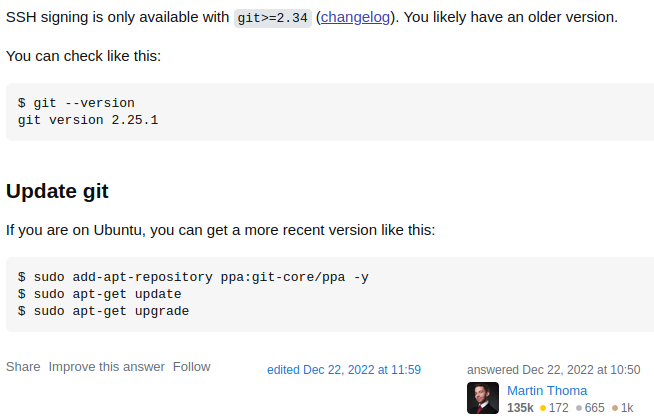 SSH signing is only available with git>=2.34 (changelog). You likely have an older version.
You can check like this:
$ git --version
git version 2.25.1
Update git
If you are on Ubuntu, you can get a more recent version like this:
$ sudo add-apt-repository ppa:git-core/ppa -y
$ sudo apt-get update
$ sudo apt-get upgrade
Share Improve this answer Follow
edited Dec 22, 2022 at 11:59
answered Dec 22, 2022 at 10:50
Martin Thoma
135k ●172 ●665 ●1k